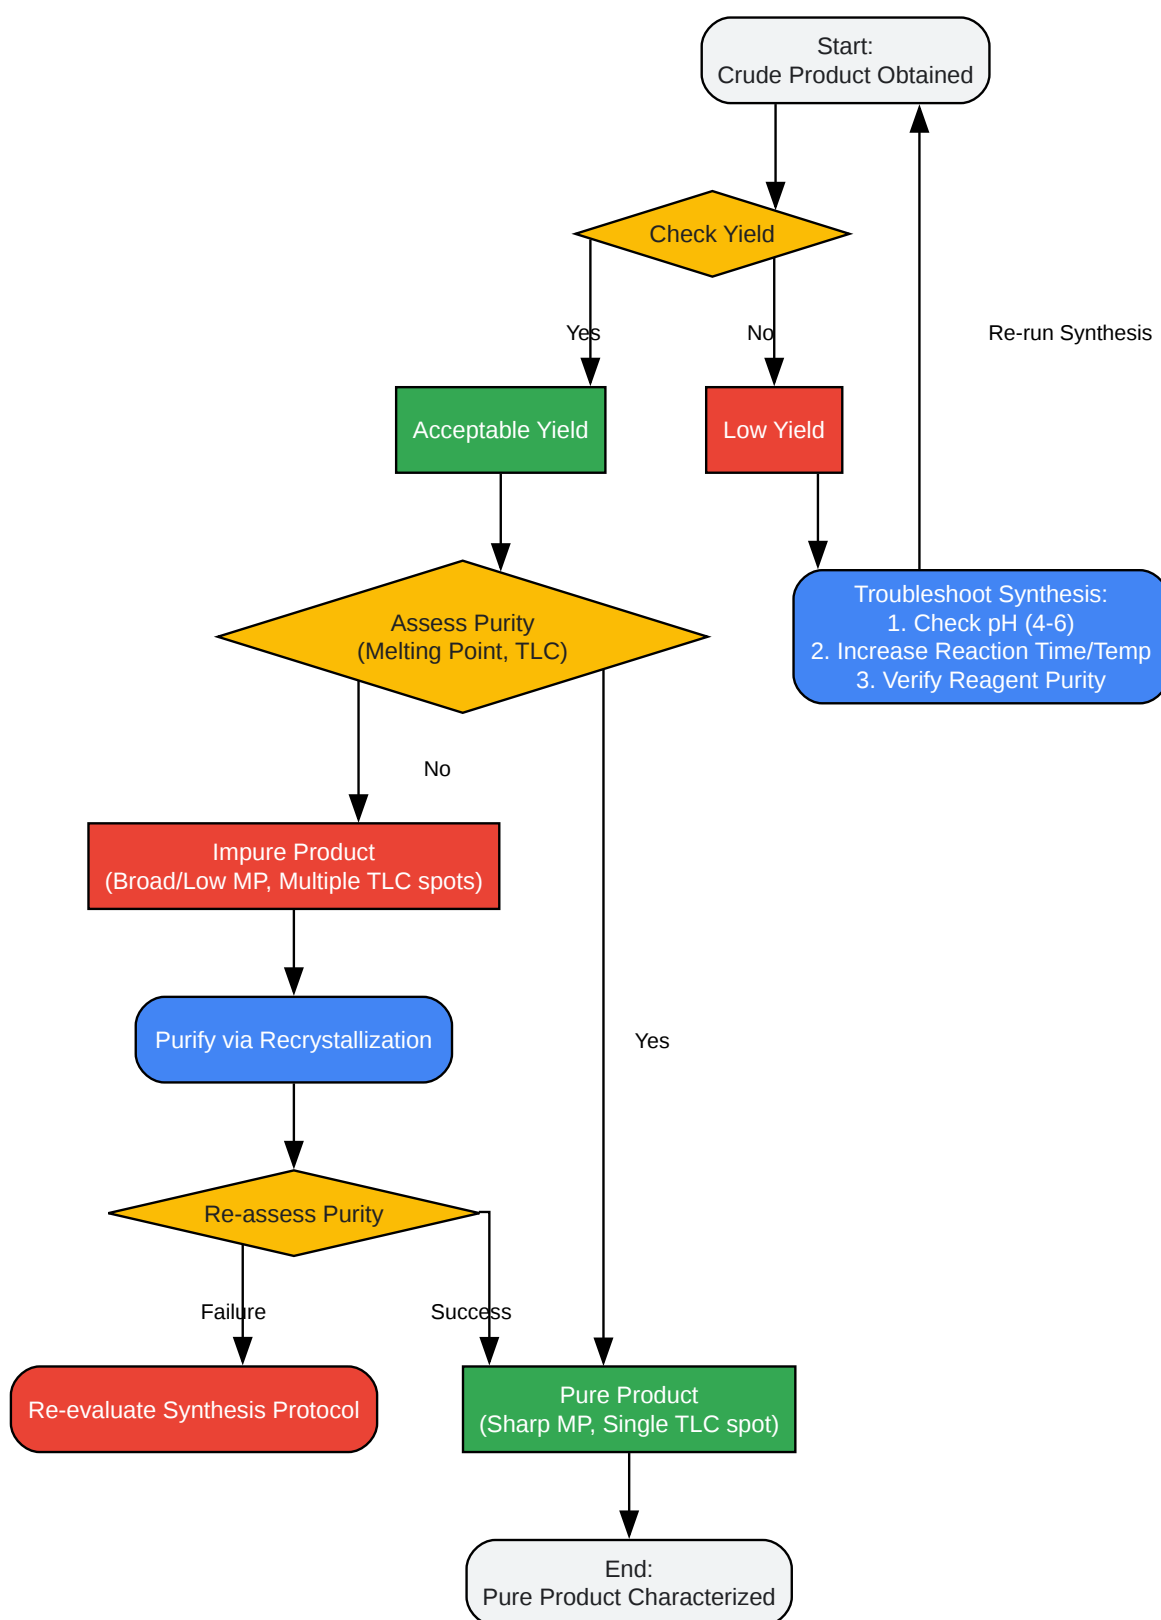 Start:
Crude Product Obtained
Check Yield
Yes
No
Re-run Synthesis
Acceptable Yield
Low Yield
Troubleshoot Synthesis:
1. Check pH (4-6)
2. Increase Reaction Time/Temp
3. Verify Reagent Purity
Assess Purity
(Melting Point, TLC)
No
Impure Product
(Broad/Low MP, Multiple TLC spots)
Purify via Recrystallization
Yes
Re-assess Purity
Failure
Success
Re-evaluate Synthesis Protocol
Pure Product
(Sharp MP, Single TLC spot)
End:
Pure Product Characterized